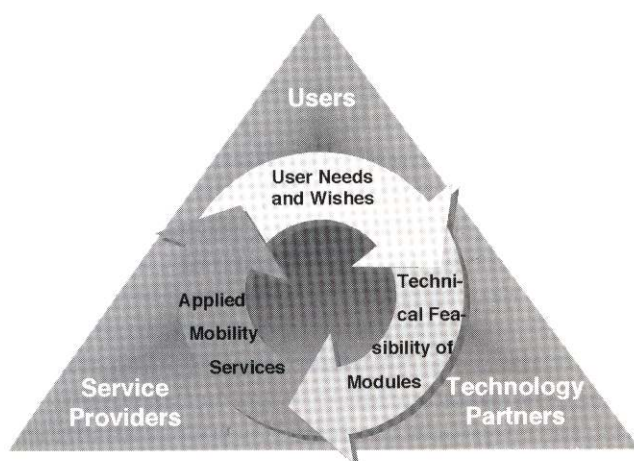 Users
User Needs
and Wishes
Applied
Mobility
Services
Techni-
cal Fea-
sibility of
Modules
Service
Providers
Technology
Partners